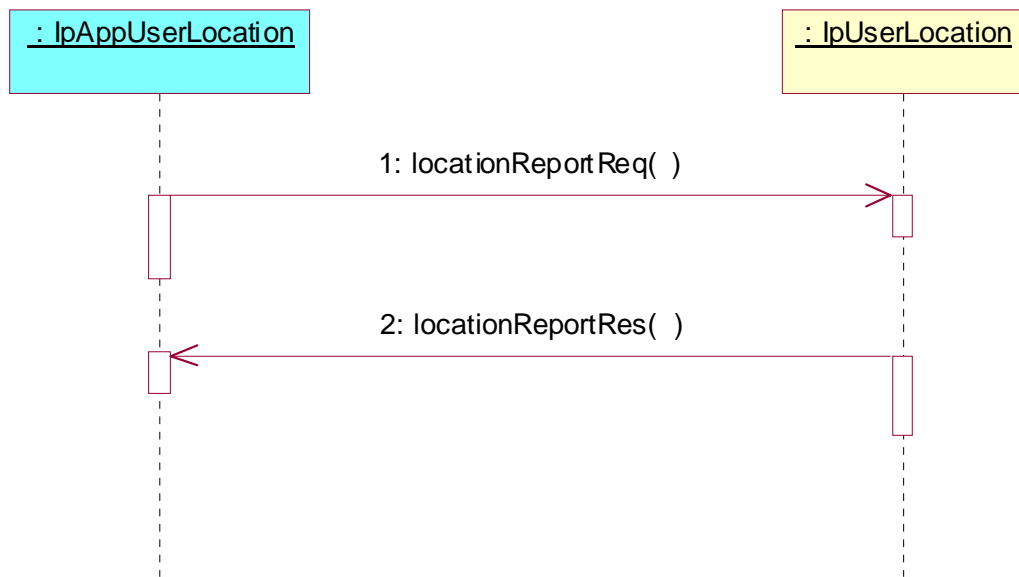 : IpAppUserLocation
: IpUserLocation
1: locationReportReq( )
2: locationReportRes( )